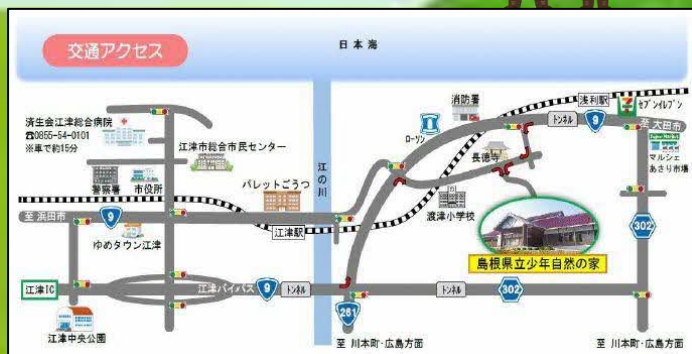 交通アクセス
日本海
済生会江津総合病院
☎0855-54-0101
※車で約15分
江津市総合市民センター
警察署
市役所
パレットごうつ
江の川
消防署
ローソン
浅利駅
セブンイレブン
トンネル
9
至 大田市
マルシェ
あさり市場
長徳寺
渡津小学校
至 浜田市
9
江津駅
ゆめタウン江津
島根県立少年自然の家
302
江津IC
江津バイパス
9
トンネル
トンネル
302
江津中央公園
261
至 川本町・広島方面
至 川本町・広島方面